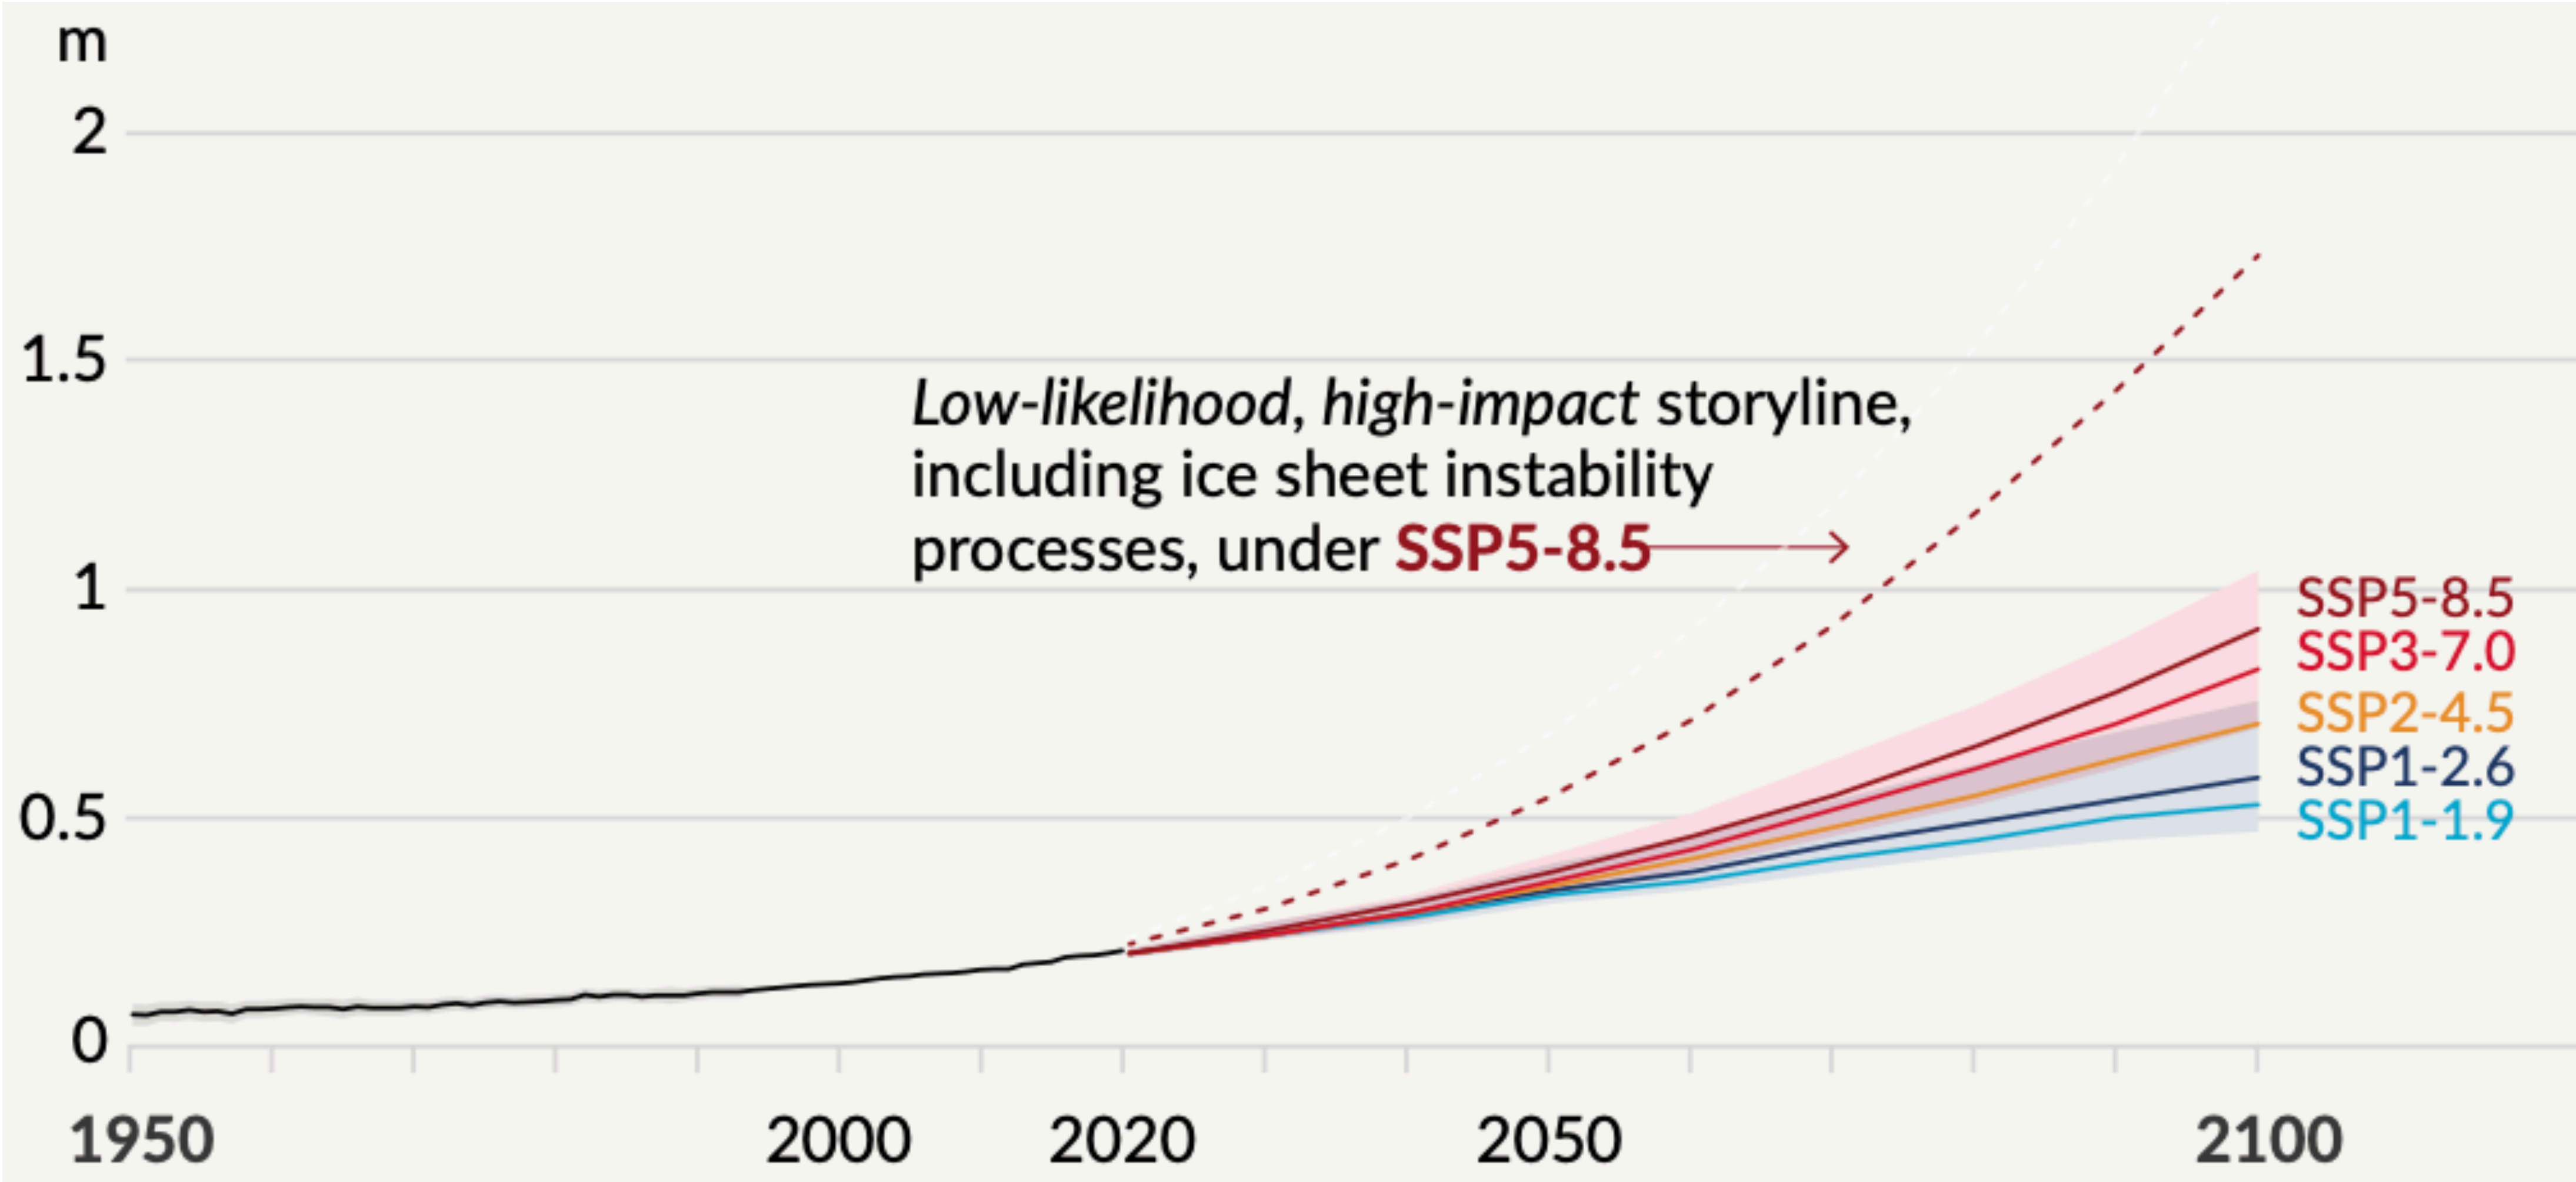 m
2
1.5
Low-likelihood, high-impact storyline,
including ice sheet instability
processes, under SSP5-8.5
1
SSP5-8.5
SSP3-7.0
SSP2-4.5
SSP1-2.6
0.5
SSP1-1.9
0
1950 2000 2020 2050 2100